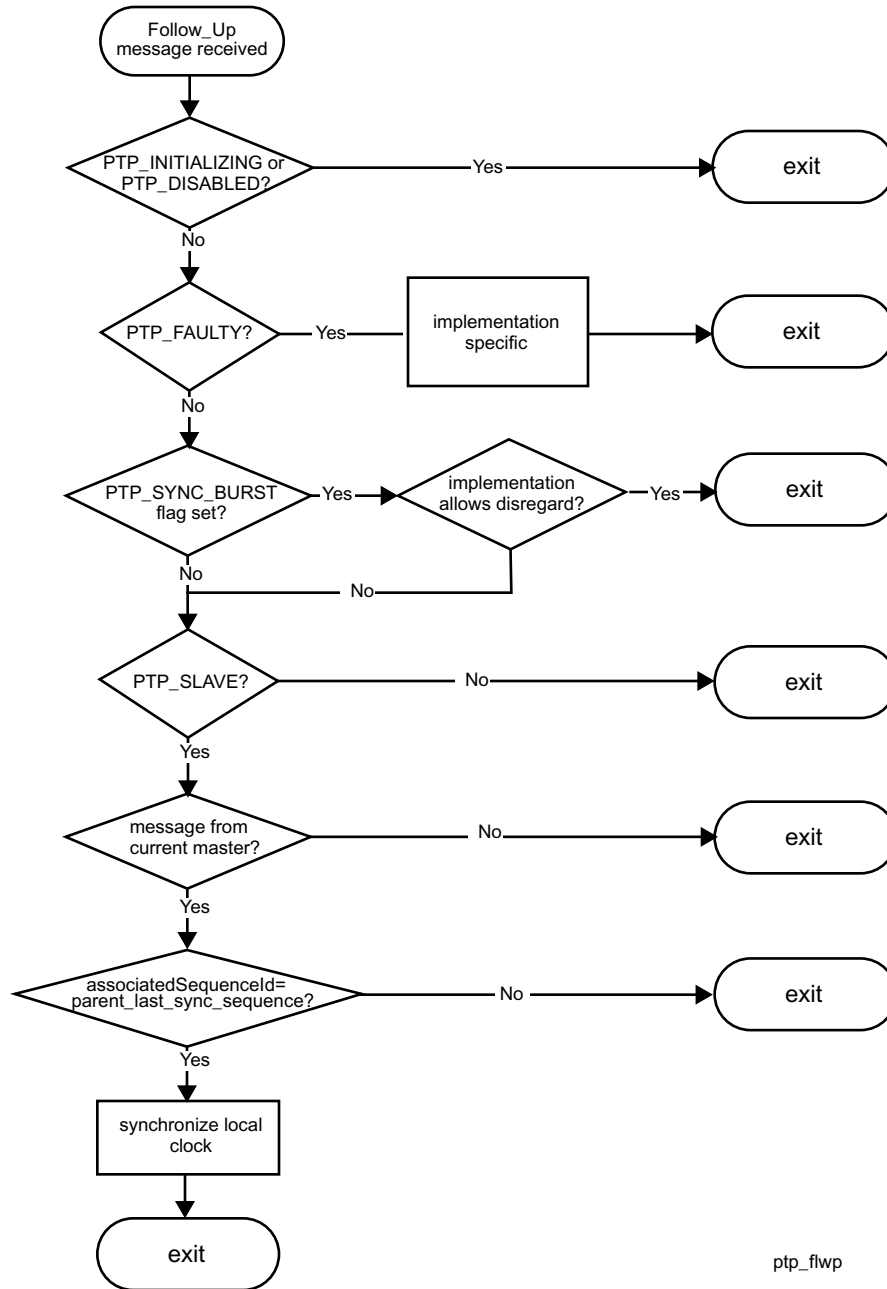 Follow_Up
message received
PTP_INITIALIZING or
PTP_DISABLED?
Yes
exit
No
PTP_FAULTY?
Yes
implementation
specific
exit
No
PTP_SYNC_BURST
flag set?
Yes
implementation
allows disregard?
Yes
exit
No
No
PTP_SLAVE?
No
exit
Yes
message from
current master?
No
exit
Yes
associatedSequenceId=
parent_last_sync_sequence?
No
exit
Yes
synchronize local
clock
exit
ptp_flwp